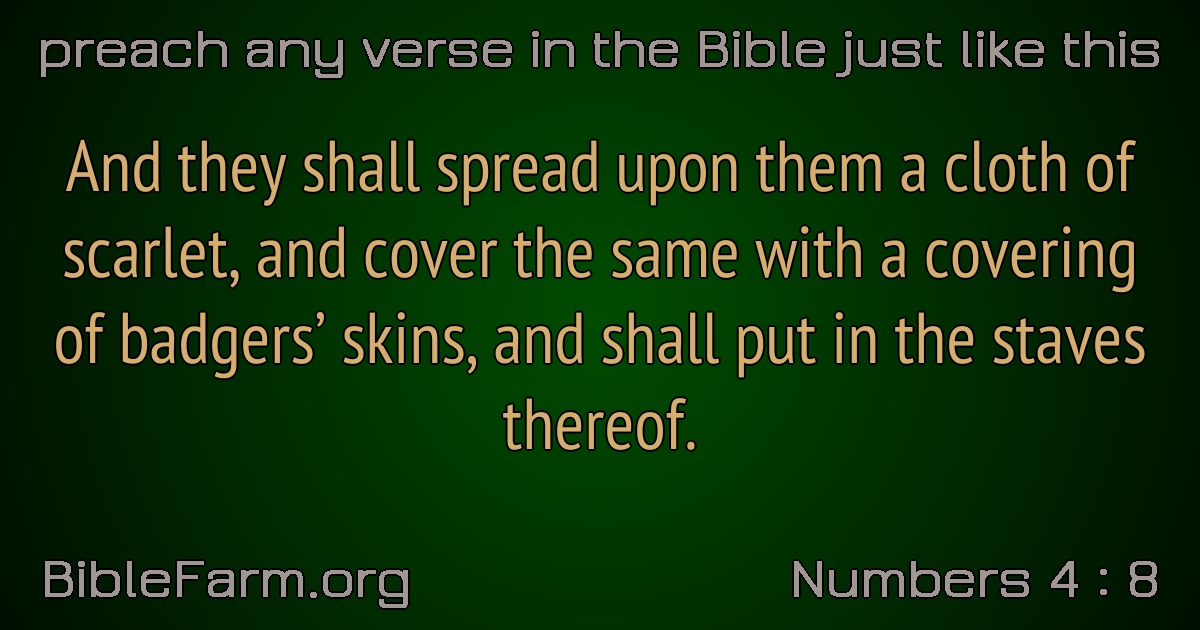 preach any verse in the Bible just like this
And they shall spread upon them a cloth of
scarlet, and cover the same with a covering
of badgers’ skins, and shall put in the staves
thereof.
BibleFarm.org
Numbers 4 : 8